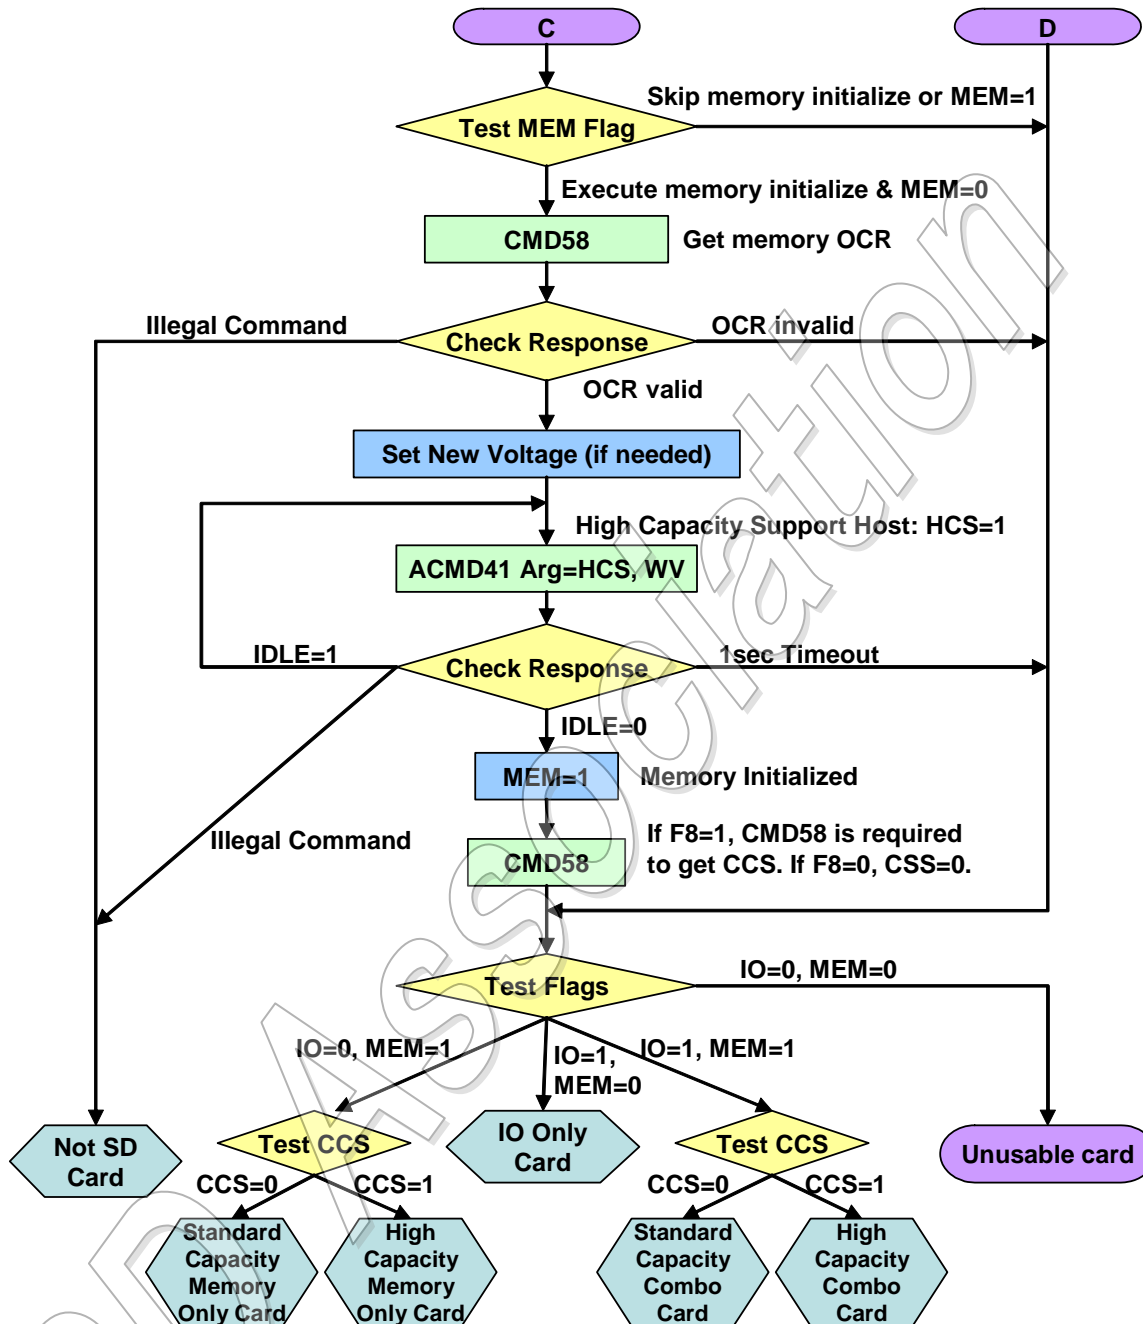 C
D
Skip memory initialize or MEM=1
Test MEM Flag
Execute memory initialize & MEM=0
CMD58
Get memory OCR
Illegal Command
OCR invalid
Check Response
OCR valid
Set New Voltage (if needed)
High Capacity Support Host: HCS=1
ACMD41 Arg=HCS, WV
IDLE=1
Check Response
1sec Timeout
IDLE=0
MEM=1
Memory Initialized
Illegal Command
CMD58
If F8=1, CMD58 is required
to get CCS. If F8=0, CSS=0.
Test Flags
IO=0, MEM=0
IO=0, MEM=1
IO=1,
MEM=0
IO=1, MEM=1
Not SD
Card
Test CCS
IO Only
Card
Test CCS
Unusable card
CCS=0
CCS=1
CCS=0
CCS=1
Standard
Capacity
Memory
Only Card
High
Capacity
Memory
Only Card
Standard
Capacity
Combo
Card
High
Capacity
Combo
Card
Association